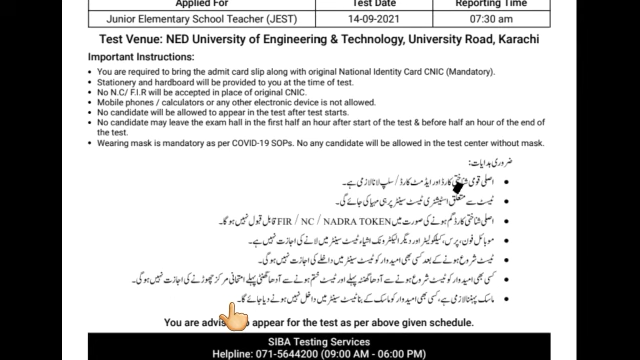 Applied For Test Date Reporting Time
Junior Elementary School Teacher (JEST) 14-09-2021 07:30 am
Test Venue: NED University of Engineering & Technology, University Road, Karachi
Important Instructions:
• You are required to bring the admit card slip along with original National Identity Card CNIC (Mandatory).
• Stationery and hardboard will be provided to you at the time of test.
• No N.C/ F.I.R will be accepted in place of original CNIC.
• Mobile phones / calculators or any other electronic device is not allowed.
• No candidate will be allowed to appear in the test after test starts.
• No candidate may leave the exam hall in the first half an hour after start of the test & before half an hour of the end of
the test.
• Wearing mask is mandatory as per COVID-19 SOPs. No any candidate will be allowed in the test center without mask.
ضروری ہدایات:
• اصلی قومی شناختی کارڈ اور ایڈمٹ کارڈ / سلپ لانا لازمی ہے۔
• ٹیسٹ سے متعلق اسٹیشنری ٹیسٹ سینٹر پر ہی مہیا کی جائے گی۔
• اصلی شناختی کارڈ گم ہونے کی صورت میں FIR / NC / NADRA TOKEN قابل قبول نہیں ہوگا۔
• موبائل فون، پرس، کیلکولیٹر اور دیگر الیکٹرونک اشیاء ٹیسٹ سینٹر میں لانے کی اجازت نہیں ہے۔
• ٹیسٹ شروع ہونے کے بعد کسی بھی امیدوار کو ٹیسٹ سینٹر میں داخلے کی اجازت نہیں ہوگی۔
• کسی بھی امیدوار کو ٹیسٹ شروع ہونے سے آدھا گھنٹہ پہلے اور ٹیسٹ ختم ہونے سے آدھا گھنٹی پہلے امتحانی مرکز چھوڑنے کی اجازت نہیں ہوگی۔
• ماسک پہننا لازمی ہے، کسی بھی امیدوار کو ماسک کے بنا ٹیسٹ سینٹر میں داخل نہیں ہونے دیا جائے گا۔
You are to appear for the test as per above given schedule.
SIBA Testing Services
Helpline: 071-5644200 (09:00 AM - 06:00 PM)